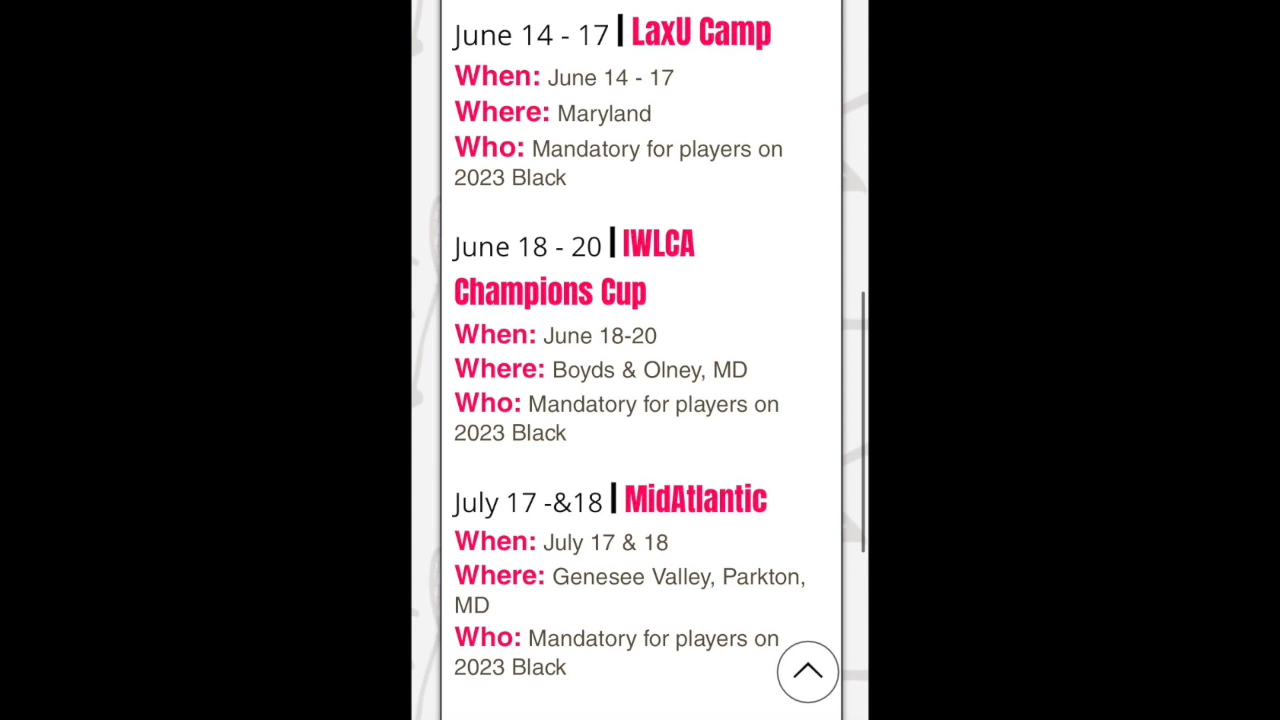 June 14 - 17 | LaxU Camp
When: June 14 - 17
Where: Maryland
Who: Mandatory for players on
2023 Black
June 18 - 20 | IWLCA
Champions Cup
When: June 18-20
Where: Boyds & Olney, MD
Who: Mandatory for players on
2023 Black
July 17 -&18 | MidAtlantic
When: July 17 & 18
Where: Genesee Valley, Parkton,
MD
Who: Mandatory for players on
2023 Black